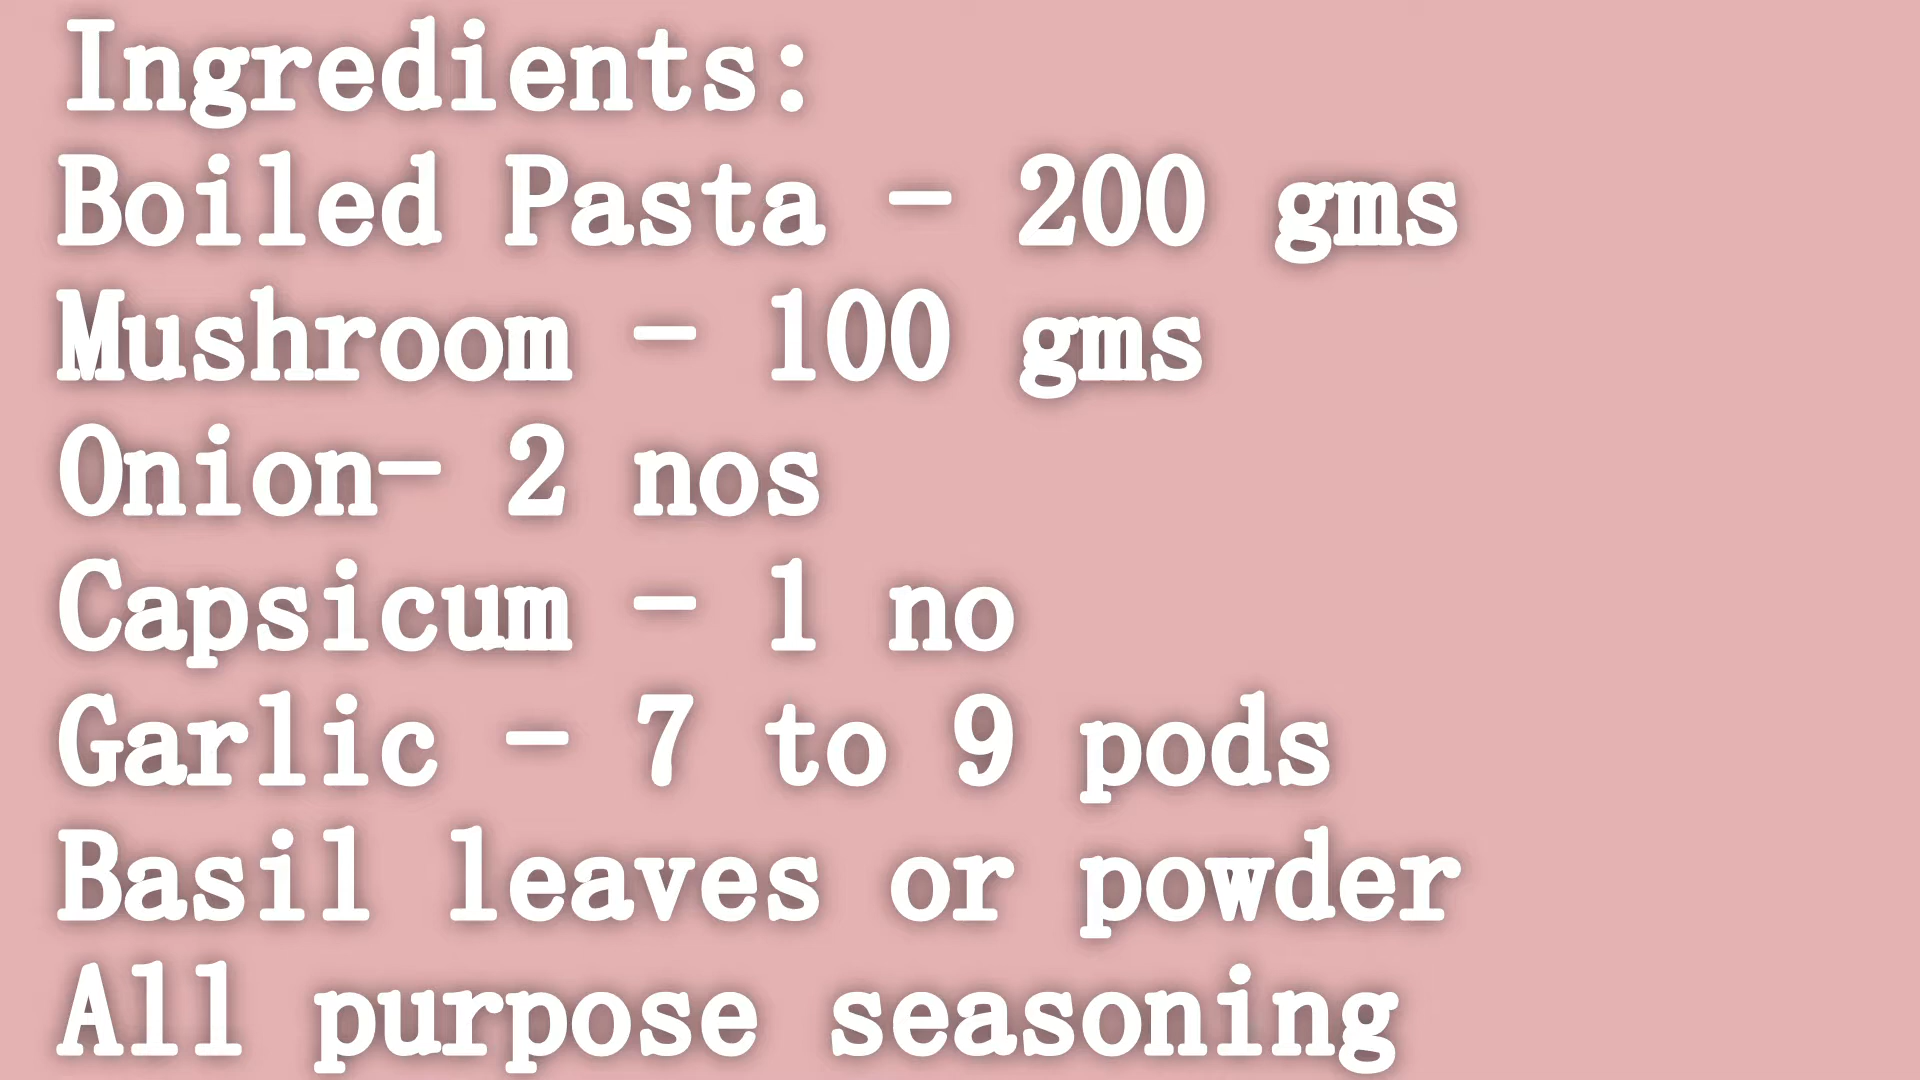 Ingredients:
Boiled Pasta - 200 gms
Mushroom - 100 gms
Onion- 2 nos
Capsicum - 1 no
Garlic - 7 to 9 pods
Basil leaves or powder
All purpose seasoning